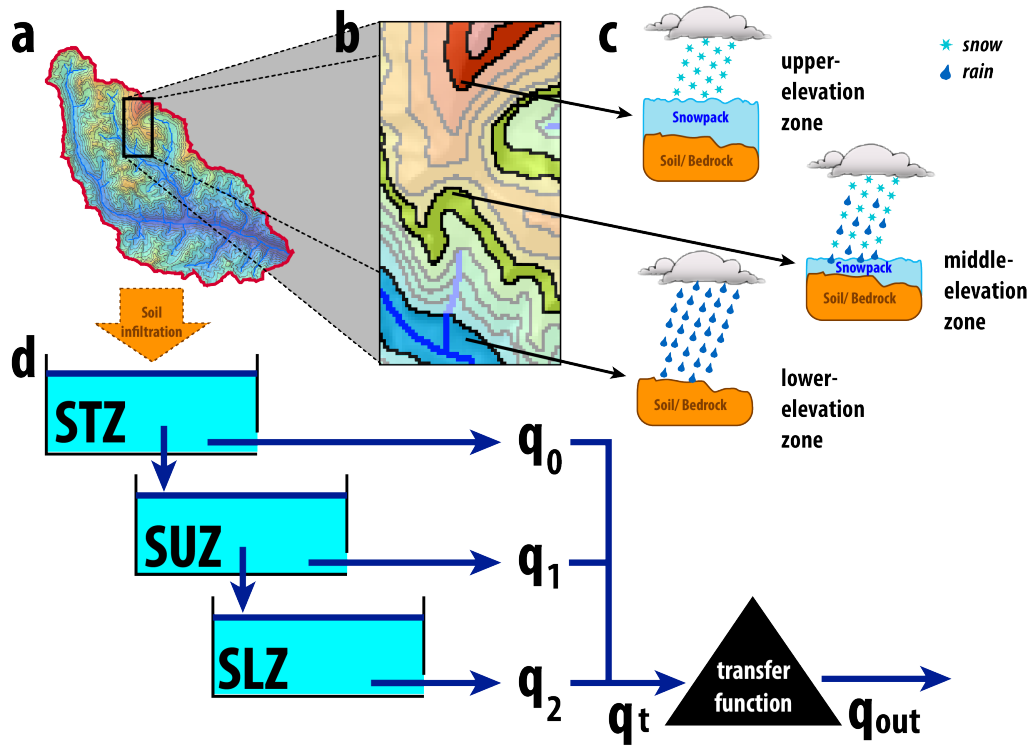 a
b
c
snow
rain
upper-
elevation
zone
Snowpack
Soil/ Bedrock
middle-
elevation
zone
Snowpack
Soil/ Bedrock
lower-
elevation
zone
Soil/ Bedrock
Soil
infiltration
d
STZ
q0
SUZ
q1
SLZ
q2
qt
transfer
function
qout